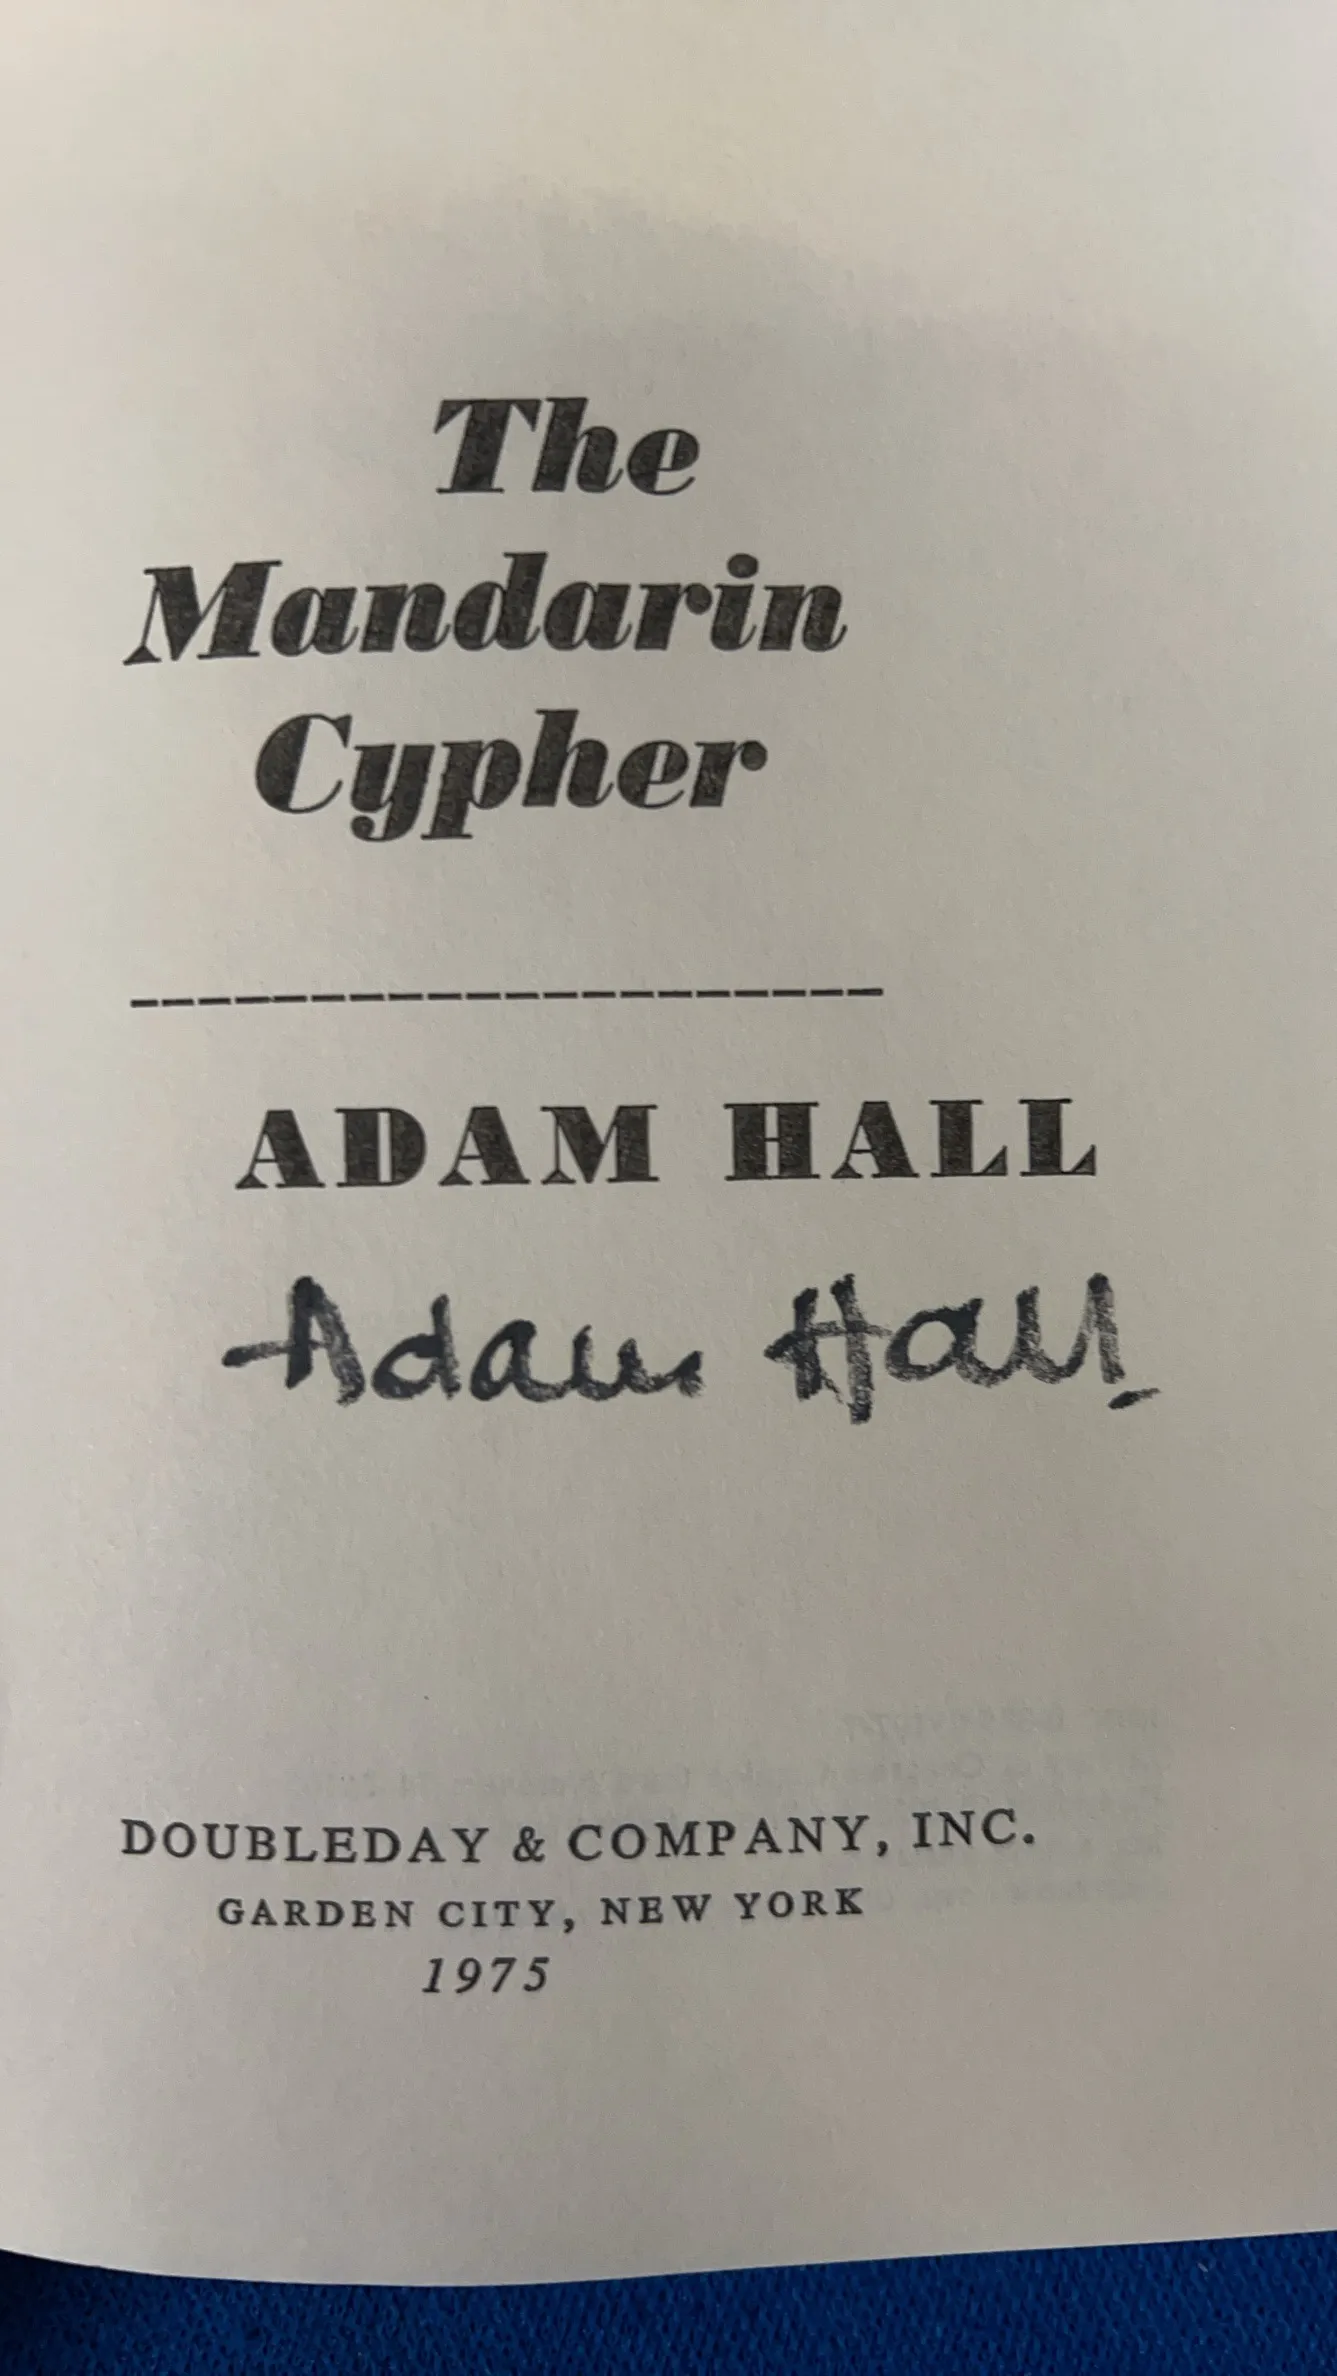 The
Mandarin
Cypher
ADAM HALL
Adam Hall
DOUBLEDAY & COMPANY, INC.
GARDEN CITY, NEW YORK
1975